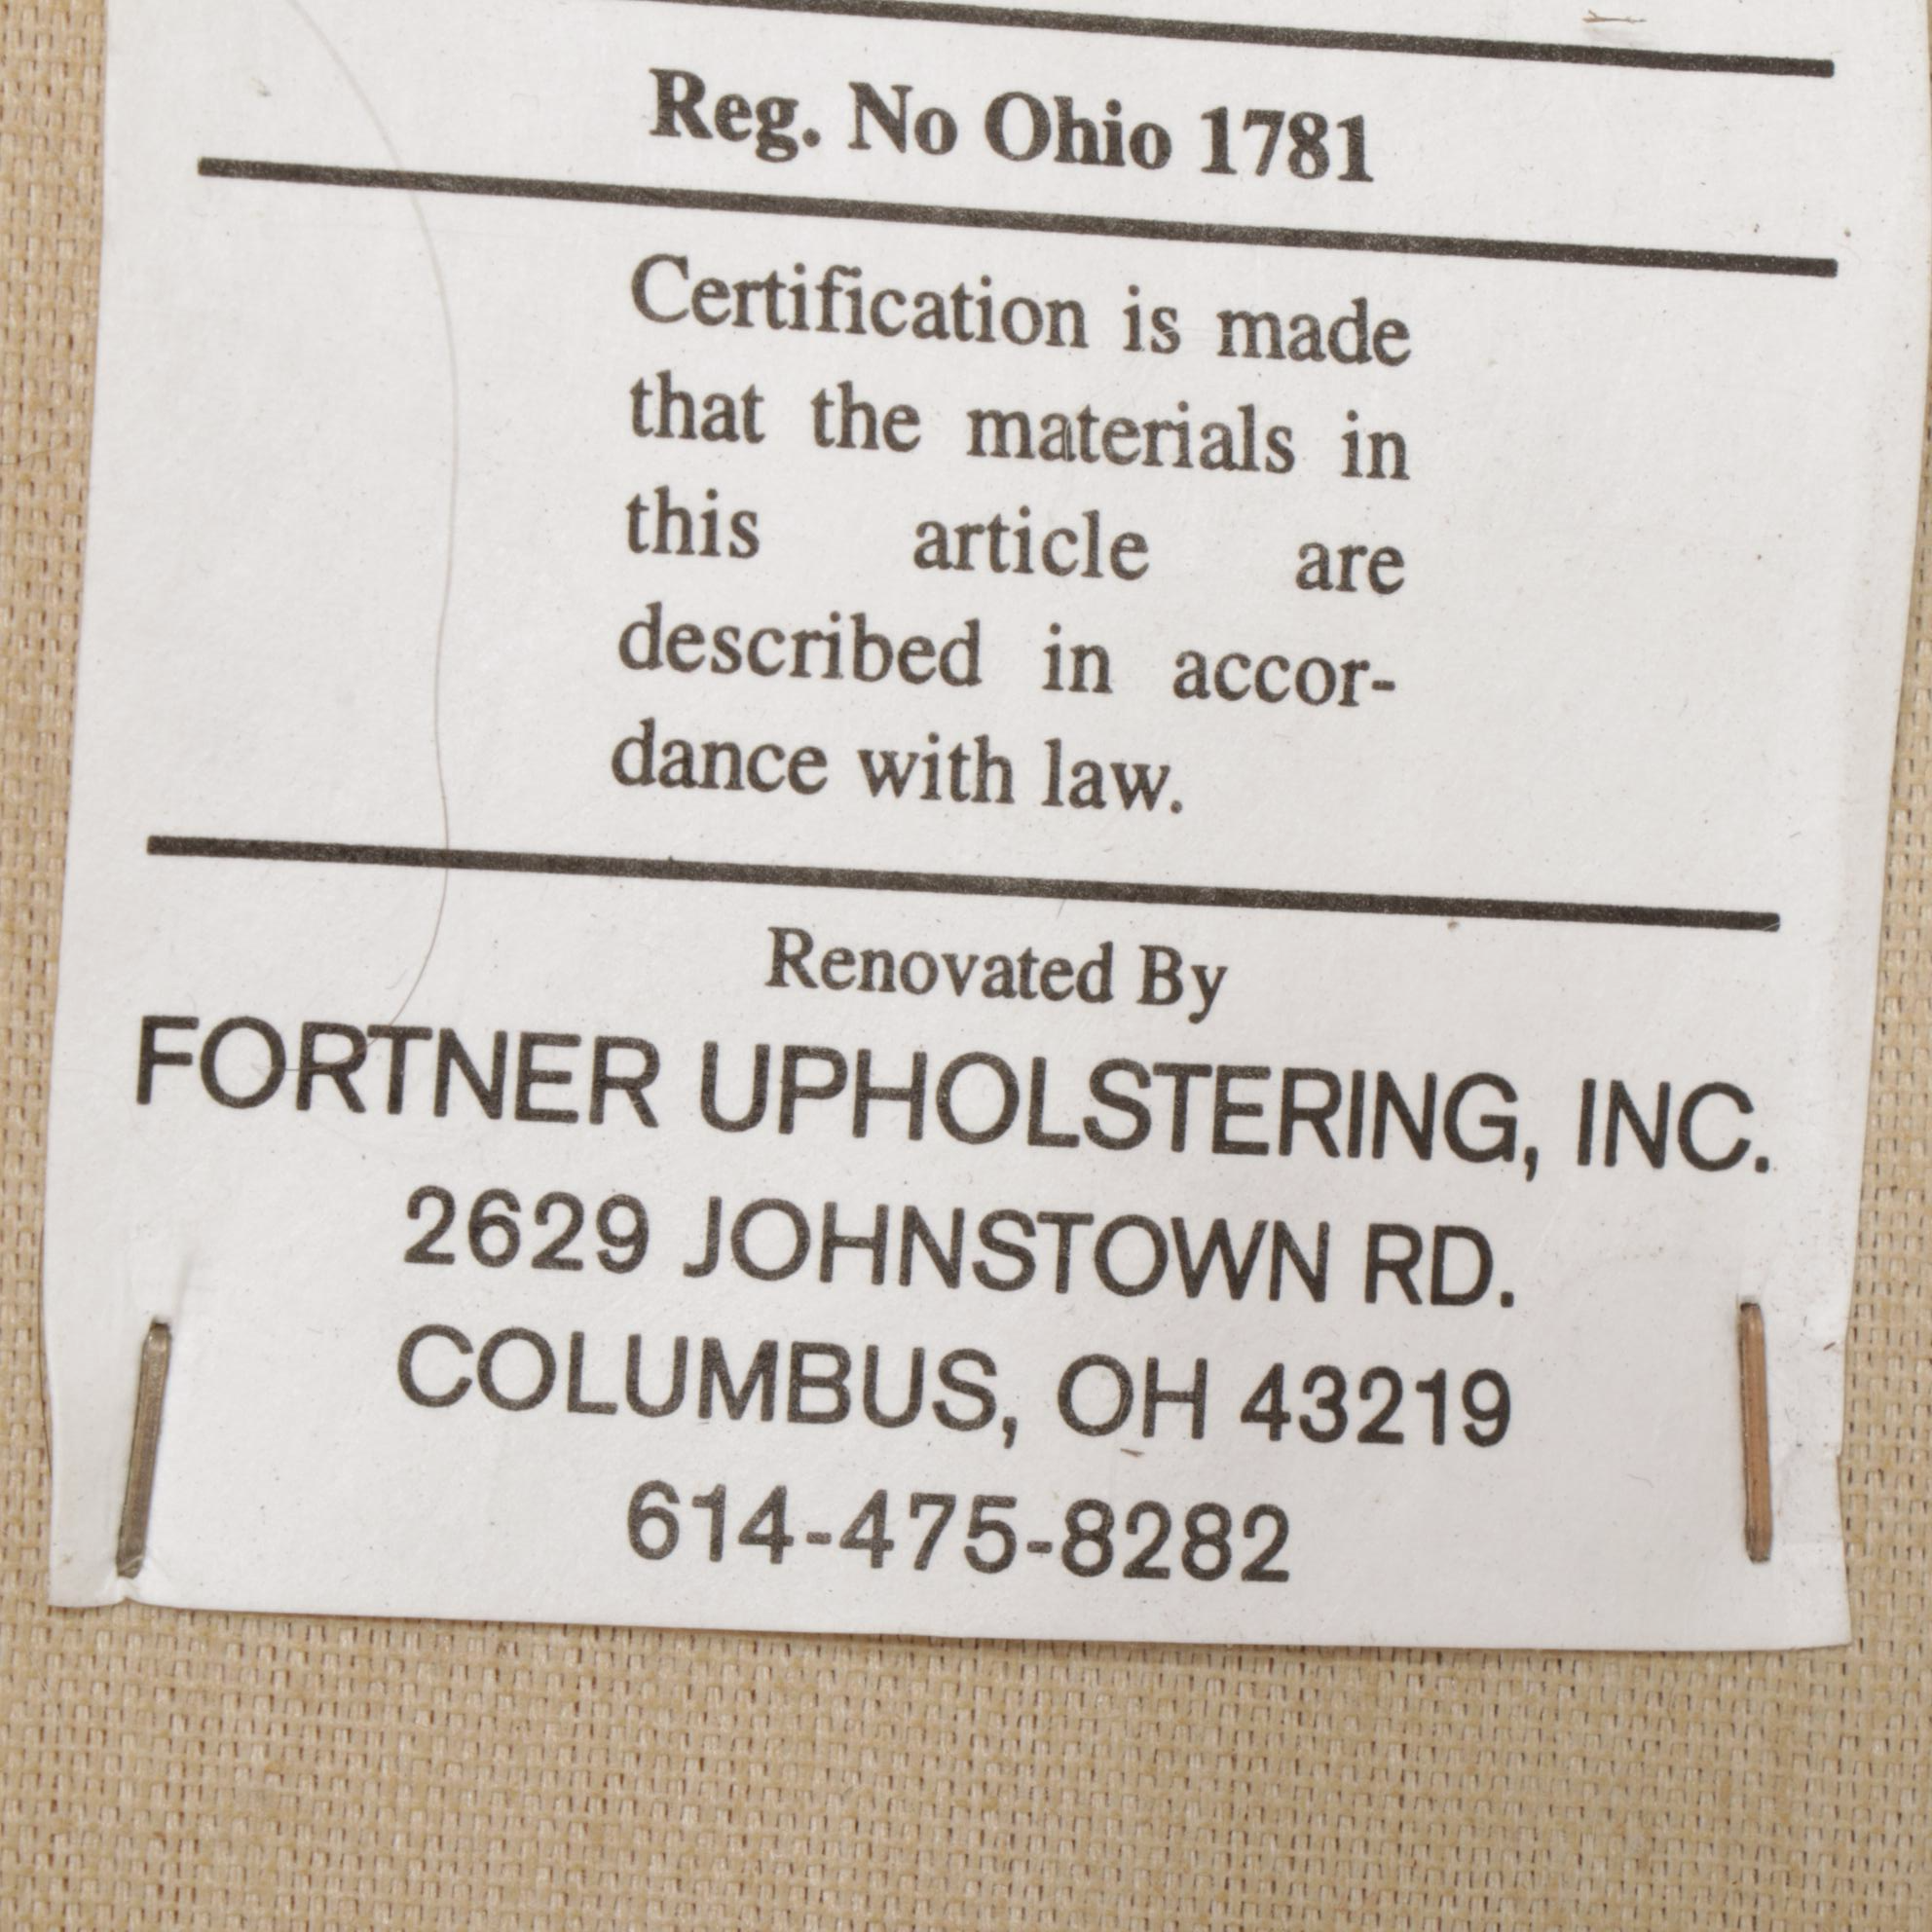 Reg. No Ohio 1781
Certification is made
that the materials in
this article are
described in accor-
dance with law.
Renovated By
FORTNER UPHOLSTERING, INC.
2629 JOHNSTOWN RD.
COLUMBUS, OH 43219
614-475-8282